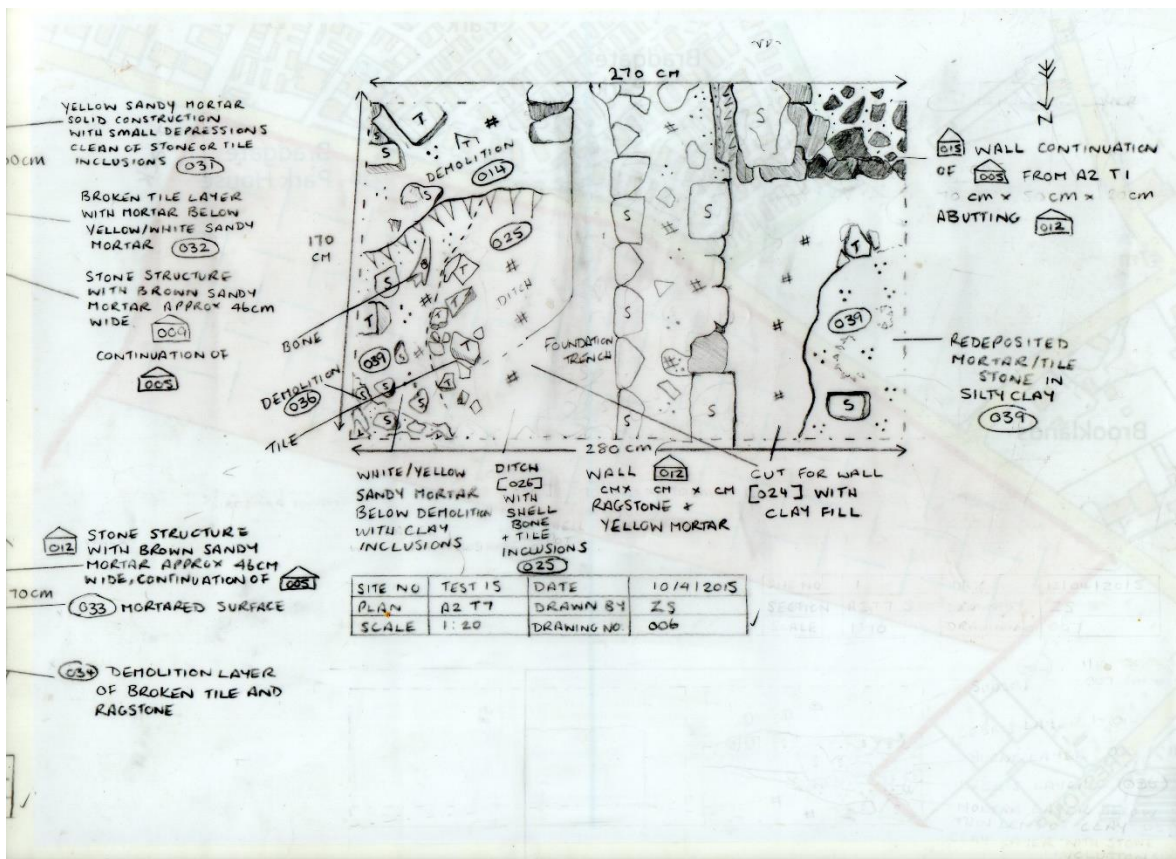 270 CM
YELLOW SANDY MORTAR
SOLID CONSTRUCTION
WITH SMALL DEPRESSIONS
CLEAN OF STONE OR TILE
INCLUSIONS 031
BROKEN TILE LAYER
WITH MORTAR BELOW
YELLOW/WHITE SANDY
MORTAR 032
STONE STRUCTURE
WITH BROWN SANDY
MORTAR APPROX 46CM
WIDE.
009
CONTINUATION OF
005
170
CM
BONE
DEMOLITION
036
TILE
T
S
S
T
DEMOLITION
014
S
S
T
025
DITCH
S
T
T
T
039
S
S
S
S
S
T
FOUNDATION
TRENCH
S
S
S
S
S
S
S
T
039
S
N
015 WALL CONTINUATION
OF 005 FROM A2 T1
70 CM x 50CM x 20CM
ABUTTING 012
REDEPOSITED
MORTAR/TILE
STONE IN
SILTY CLAY
039
280 CM
WHITE/YELLOW
SANDY MORTAR
BELOW DEMOLITION
WITH CLAY
INCLUSIONS
DITCH
[026]
WITH
SHELL
BONE
+ TILE
INCLUSIONS
025
WALL 012
CMX CM x CM
RAGSTONE +
YELLOW MORTAR
CUT FOR WALL
[024] WITH
CLAY FILL
012 STONE STRUCTURE
WITH BROWN SANDY
MORTAR APPROX 46CM
WIDE, CONTINUATION OF 005
70CM
033 MORTARED SURFACE
034 DEMOLITION LAYER
OF BROKEN TILE AND
RAGSTONE
SITE NO TEST 15 DATE 10/4/2015
PLAN A2 T7 DRAWN BY ZS
SCALE 1:20 DRAWING NO. 006